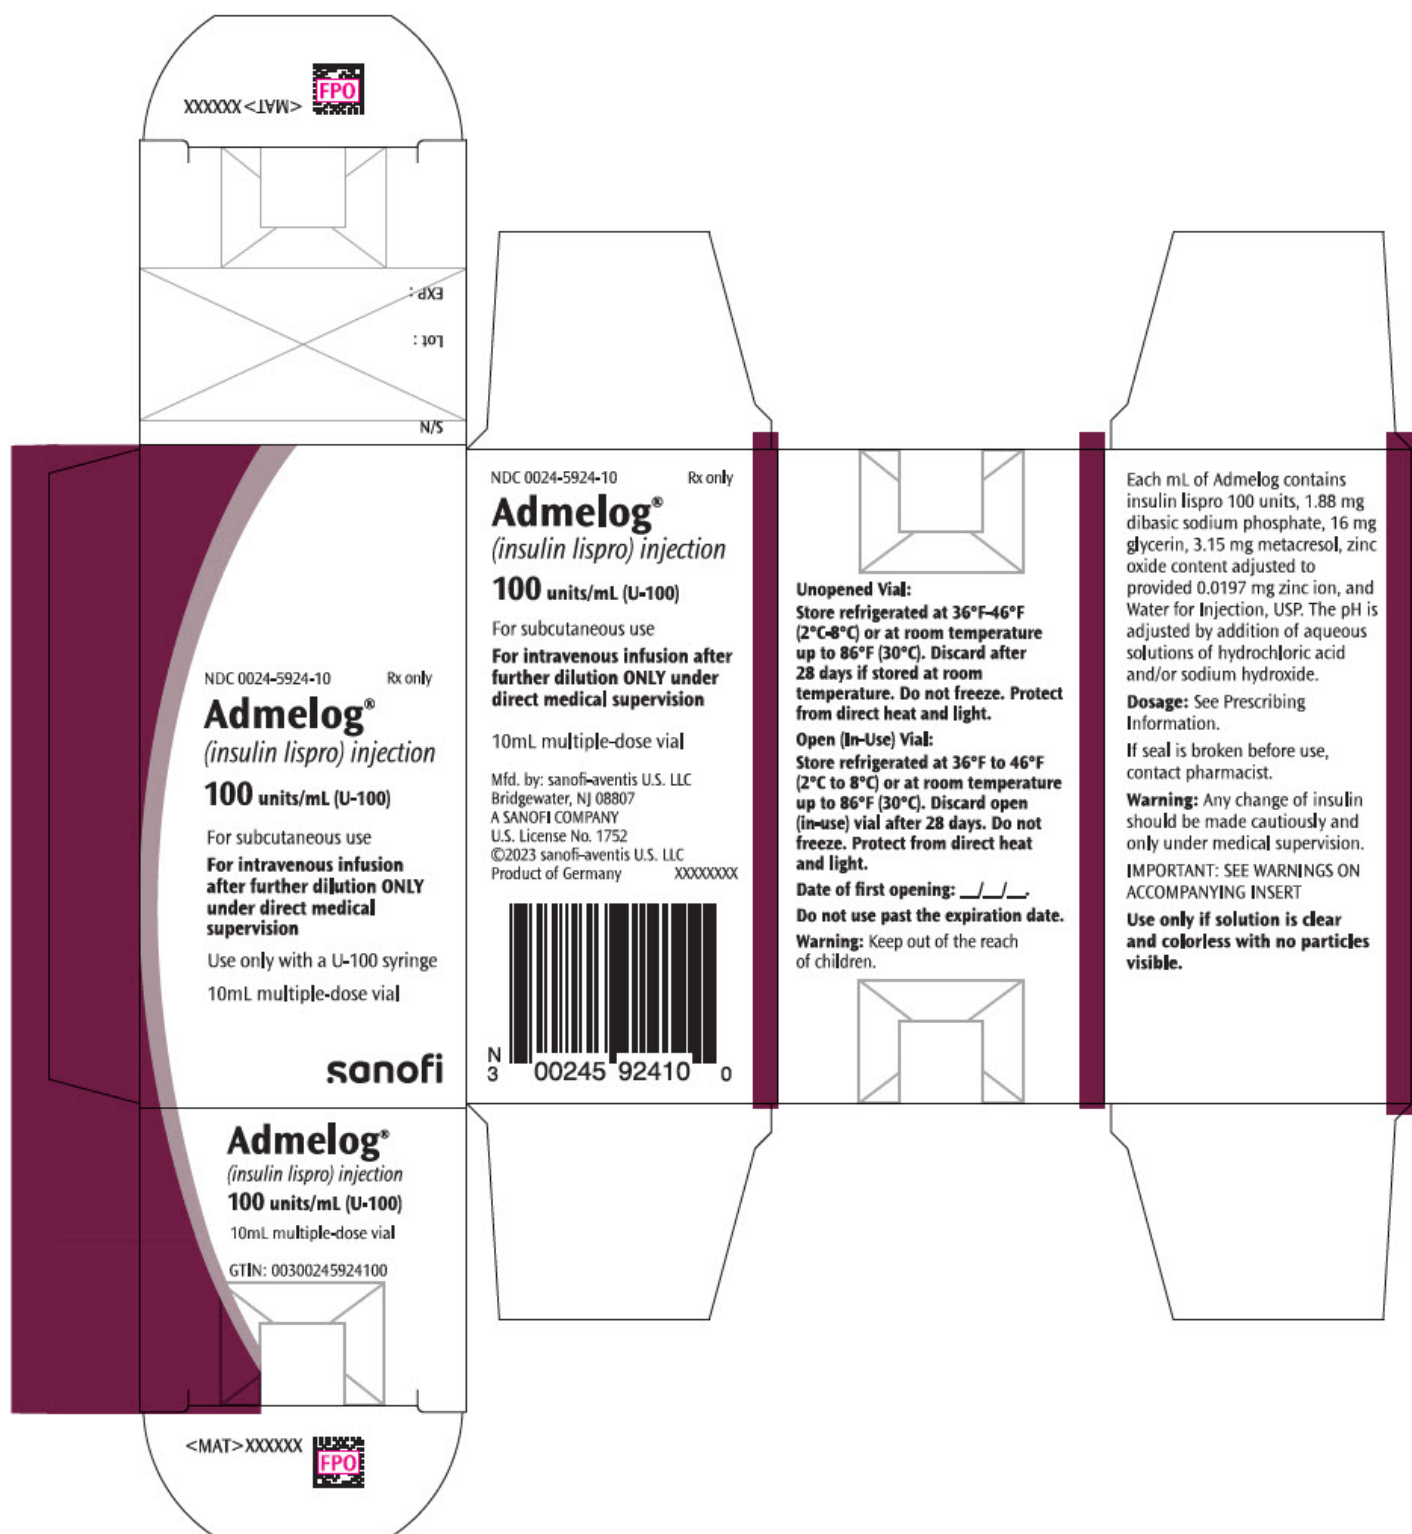 FPO
<MAT>XXXXXX
EXP :
Lot :
S/N
NDC 0024-5924-10 Rx only
Admelog®
(insulin lispro) injection
100 units/mL (U-100)
For subcutaneous use
For intravenous infusion
after further dilution ONLY
under direct medical
supervision
Use only with a U-100 syringe
10mL multiple-dose vial
sanofi
Admelog®
(insulin lispro) injection
100 units/mL (U-100)
10mL multiple-dose vial
GTIN: 00300245924100
<MAT>XXXXXX
FPO
NDC 0024-5924-10 Rx only
Admelog®
(insulin lispro) injection
100 units/mL (U-100)
For subcutaneous use
For intravenous infusion after
further dilution ONLY under
direct medical supervision
10mL multiple-dose vial
Mfd. by: sanofi-aventis U.S. LLC
Bridgewater, NJ 08807
A SANOFI COMPANY
U.S. License No. 1752
©2023 sanofi-aventis U.S. LLC
Product of Germany XXXXXXXX
N
3 00245 92410 0
Unopened Vial:
Store refrigerated at 36°F-46°F
(2°C-8°C) or at room temperature
up to 86°F (30°C). Discard after
28 days if stored at room
temperature. Do not freeze. Protect
from direct heat and light.
Open (In-Use) Vial:
Store refrigerated at 36°F to 46°F
(2°C to 8°C) or at room temperature
up to 86°F (30°C). Discard open
(in-use) vial after 28 days. Do not
freeze. Protect from direct heat
and light.
Date of first opening: __/__/__.
Do not use past the expiration date.
Warning: Keep out of the reach
of children.
Each mL of Admelog contains
insulin lispro 100 units, 1.88 mg
dibasic sodium phosphate, 16 mg
glycerin, 3.15 mg metacresol, zinc
oxide content adjusted to
provided 0.0197 mg zinc ion, and
Water for Injection, USP. The pH is
adjusted by addition of aqueous
solutions of hydrochloric acid
and/or sodium hydroxide.
Dosage: See Prescribing
Information.
If seal is broken before use,
contact pharmacist.
Warning: Any change of insulin
should be made cautiously and
only under medical supervision.
IMPORTANT: SEE WARNINGS ON
ACCOMPANYING INSERT
Use only if solution is clear
and colorless with no particles
visible.